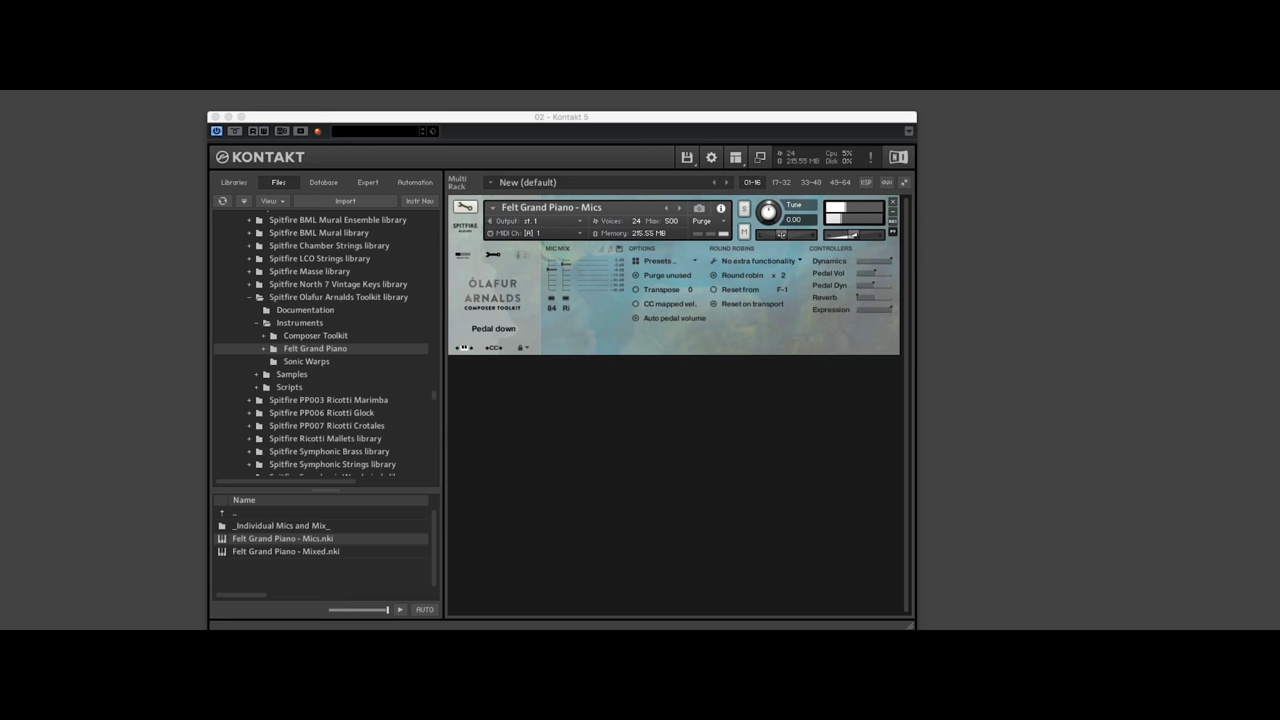 02 - Kontakt 5
KONTAKT
24
215.55 MB
Cpu 5%
Disk 0%
!
Libraries Files Database Expert Automation
View Import Instr Nav
Spitfire BML Mural Ensemble library
Spitfire BML Mural library
Spitfire Chamber Strings library
Spitfire LCO Strings library
Spitfire Masse library
Spitfire North 7 Vintage Keys library
Spitfire Olafur Arnalds Toolkit library
Documentation
Instruments
Composer Toolkit
Felt Grand Piano
Sonic Warps
Samples
Scripts
Spitfire PP003 Ricotti Marimba
Spitfire PP006 Ricotti Glock
Spitfire PP007 Ricotti Crotales
Spitfire Ricotti Mallets library
Spitfire Symphonic Brass library
Spitfire Symphonic Strings library
Name
..
_Individual Mics and Mix_
Felt Grand Piano - Mics.nki
Felt Grand Piano - Mixed.nki
AUTO
Multi
Rack
New (default)
01-16 17-32 33-48 49-64 KSP
Felt Grand Piano - Mics
Output: st. 1 Voices: 24 Max: 500 Purge
MIDI Ch: [A] 1 Memory: 215.55 MB
S
M
Tune
0.00
SPITFIRE
AUDIO
ÓLAFUR
ARNALDS
COMPOSER TOOLKIT
Pedal down
CC
MIC MIX
84 Ri
OPTIONS
Presets...
Purge unused
Transpose 0
CC mapped vel.
Auto pedal volume
ROUND ROBINS
No extra functionality
Round robin x 2
Reset from F-1
Reset on transport
CONTROLLERS
Dynamics
Pedal Vol
Pedal Dyn
Reverb
Expression